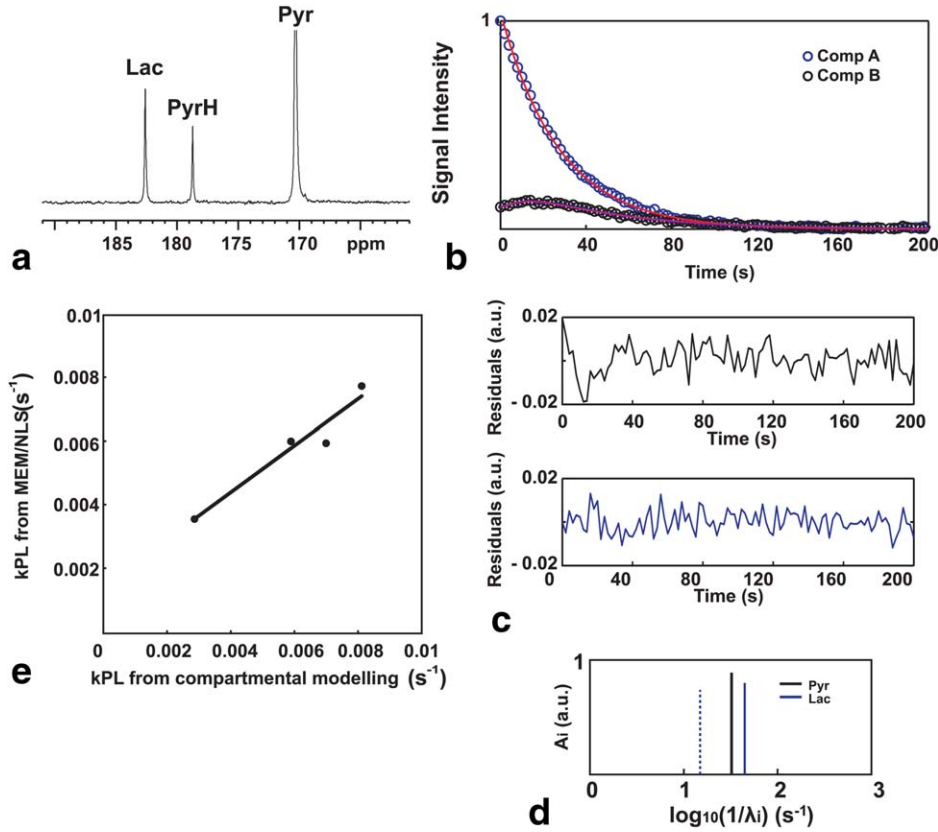 Pyr
Lac
PyrH
185
180
175
170
ppm
a
1
Signal Intensity
Comp A
Comp B
0
40
80
120
160
200
Time (s)
b
0.01
0.008
0.006
0.004
0.002
kPL from MEM/NLS(s⁻¹)
0
0.002
0.004
0.006
0.008
0.01
kPL from compartmental modelling (s⁻¹)
e
0.02
- 0.02
Residuals (a.u.)
0
40
80
120
160
200
Time (s)
0.02
- 0.02
Residuals (a.u.)
0
40
80
120
160
200
Time (s)
c
1
Ai (a.u.)
Pyr
Lac
0
1
2
3
log₁₀(1/λᵢ) (s⁻¹)
d